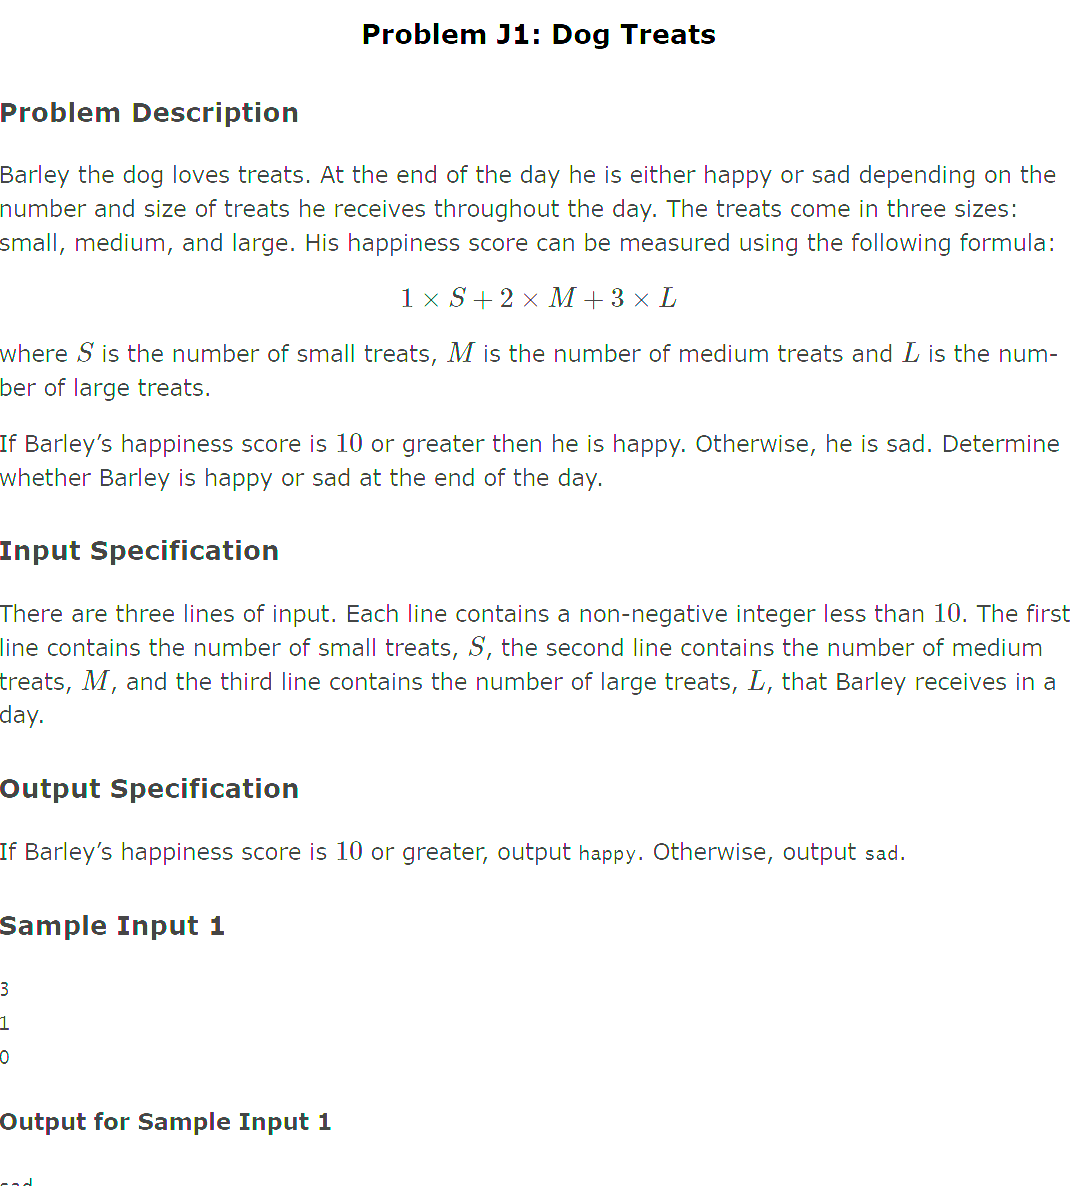 Problem J1: Dog Treats
Problem Description
Barley the dog loves treats. At the end of the day he is either happy or sad depending on the
number and size of treats he receives throughout the day. The treats come in three sizes:
small, medium, and large. His happiness score can be measured using the following formula:
1 × S + 2 × M + 3 × L
where S is the number of small treats, M is the number of medium treats and L is the num-
ber of large treats.
If Barley’s happiness score is 10 or greater then he is happy. Otherwise, he is sad. Determine
whether Barley is happy or sad at the end of the day.
Input Specification
There are three lines of input. Each line contains a non-negative integer less than 10. The first
line contains the number of small treats, S, the second line contains the number of medium
treats, M, and the third line contains the number of large treats, L, that Barley receives in a
day.
Output Specification
If Barley’s happiness score is 10 or greater, output happy. Otherwise, output sad.
Sample Input 1
3
1
0
Output for Sample Input 1
sad